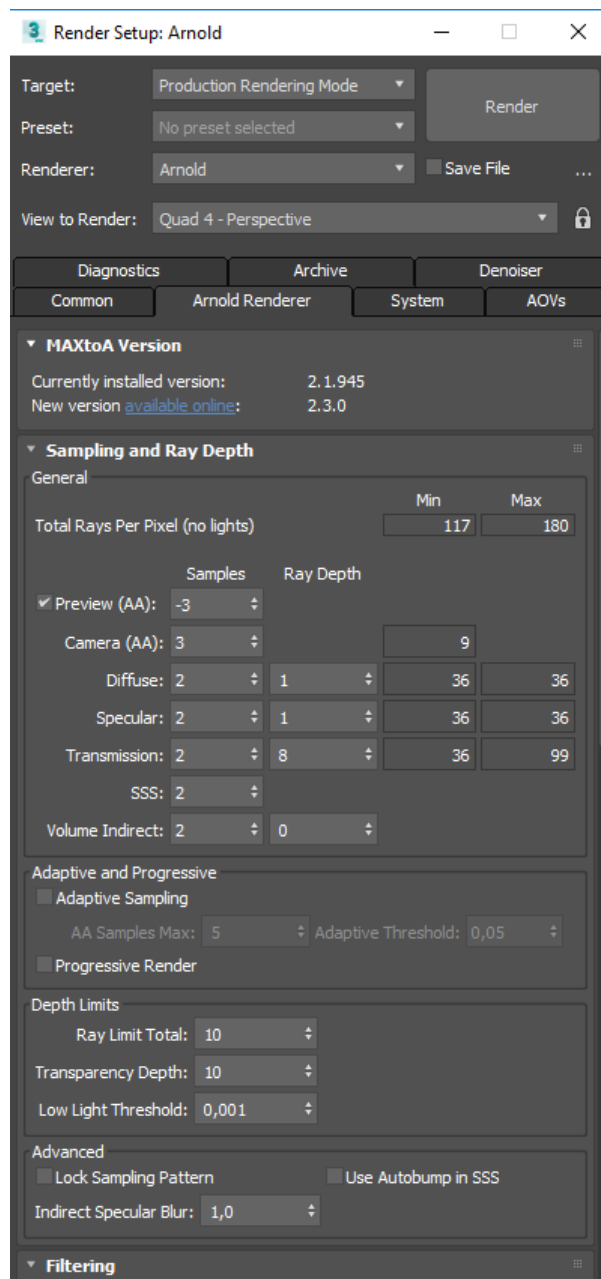 3 Render Setup: Arnold
Target: Production Rendering Mode
Render
Preset: No preset selected
Renderer: Arnold Save File ...
View to Render: Quad 4 - Perspective
Diagnostics Archive Denoiser
Common Arnold Renderer System AOVs
MAXtoA Version
Currently installed version: 2.1.945
New version available online: 2.3.0
Sampling and Ray Depth
General
Min Max
Total Rays Per Pixel (no lights) 117 180
Samples Ray Depth
Preview (AA): -3
Camera (AA): 3 9
Diffuse: 2 1 36 36
Specular: 2 1 36 36
Transmission: 2 8 36 99
SSS: 2
Volume Indirect: 2 0
Adaptive and Progressive
Adaptive Sampling
AA Samples Max: 5 Adaptive Threshold: 0,05
Progressive Render
Depth Limits
Ray Limit Total: 10
Transparency Depth: 10
Low Light Threshold: 0,001
Advanced
Lock Sampling Pattern Use Autobump in SSS
Indirect Specular Blur: 1,0
Filtering